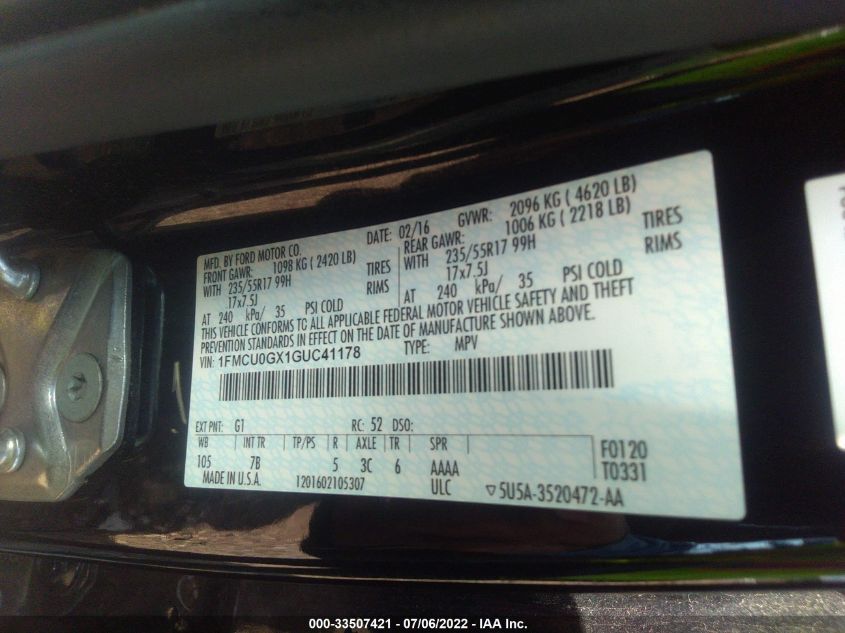 MFD. BY FORD MOTOR CO.
DATE: 02/16 GVWR: 2096 KG ( 4620 LB)
FRONT GAWR: 1098 KG ( 2420 LB)
REAR GAWR: 1006 KG ( 2218 LB)
WITH 235/55R17 99H TIRES
WITH 235/55R17 99H TIRES
17x7.5J RIMS
17x7.5J RIMS
AT 240 kPa/ 35 PSI COLD
AT 240 kPa/ 35 PSI COLD
THIS VEHICLE CONFORMS TO ALL APPLICABLE FEDERAL MOTOR VEHICLE SAFETY AND THEFT
PREVENTION STANDARDS IN EFFECT ON THE DATE OF MANUFACTURE SHOWN ABOVE.
VIN: 1FMCU0GX1GUC41178 TYPE: MPV
EXT PNT: G1 RC: 52 DSO:
WB INT TR TP/PS R AXLE TR SPR
105 7B 5 3C 6 AAAA
F0120
T0331
MADE IN U.S.A. 1201602105307 ULC ▽5U5A-3520472-AA
000-33507421 - 07/06/2022 - IAA Inc.